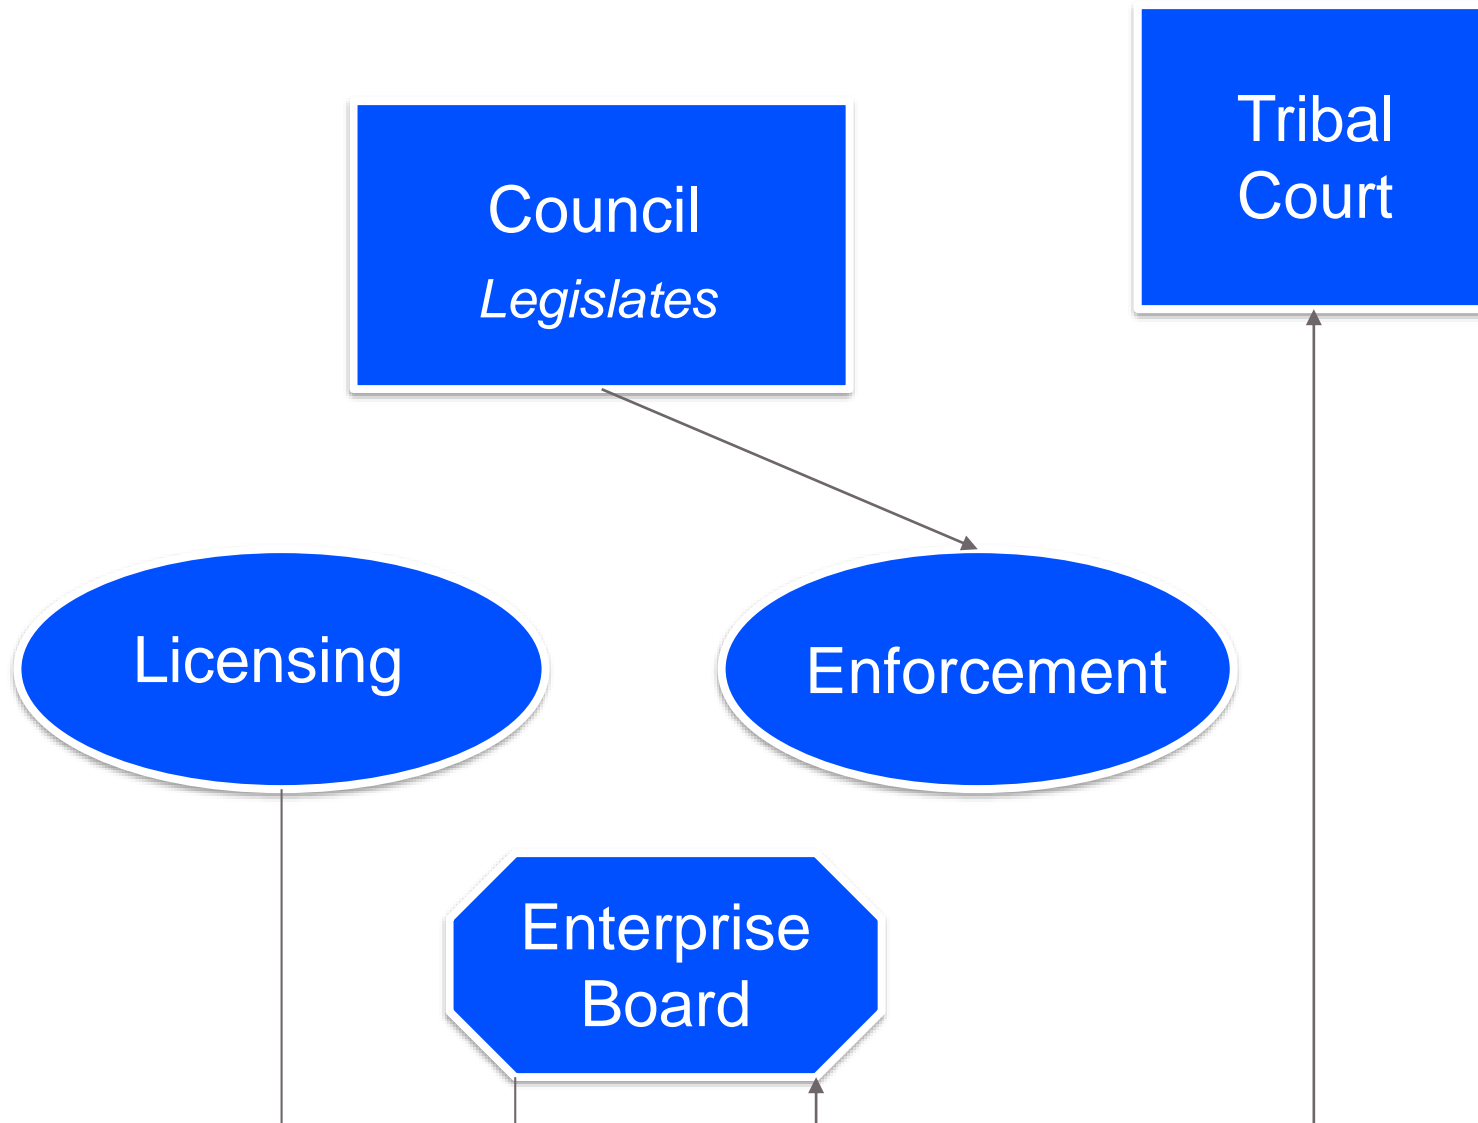 Tribal
Court
Council
Legislates
Licensing
Enforcement
Enterprise
Board